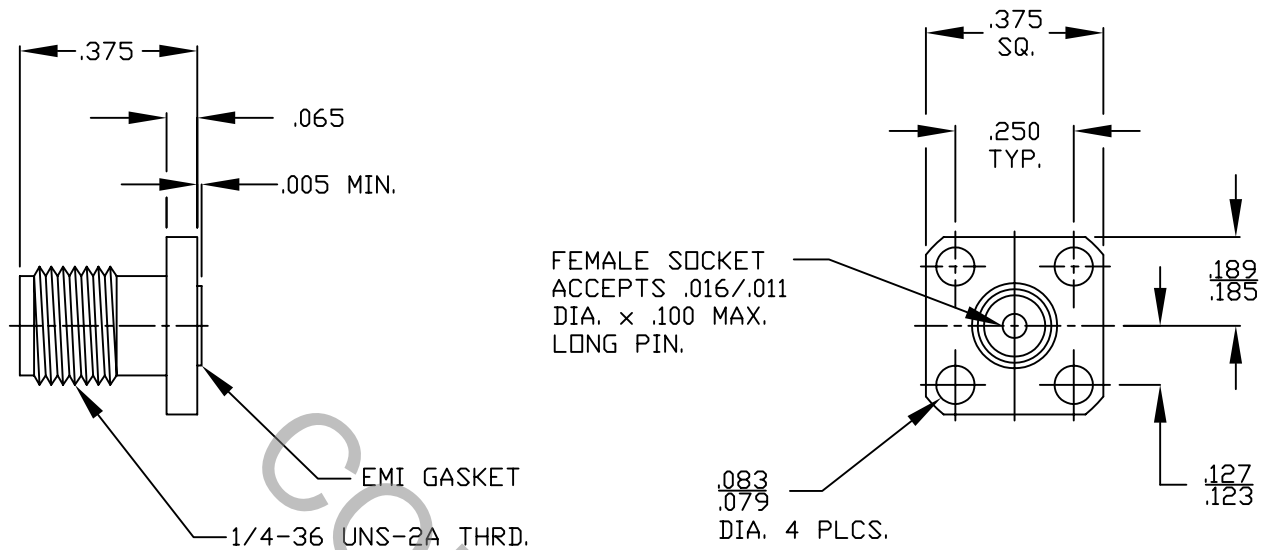 .375
.065
.005 MIN.
EMI GASKET
1/4-36 UNS-2A THRD.
.375
SQ.
.250
TYP.
FEMALE SOCKET
ACCEPTS .016/.011
DIA. x .100 MAX.
LONG PIN.
.189
.185
.083
.079
DIA. 4 PLCS.
.127
.123